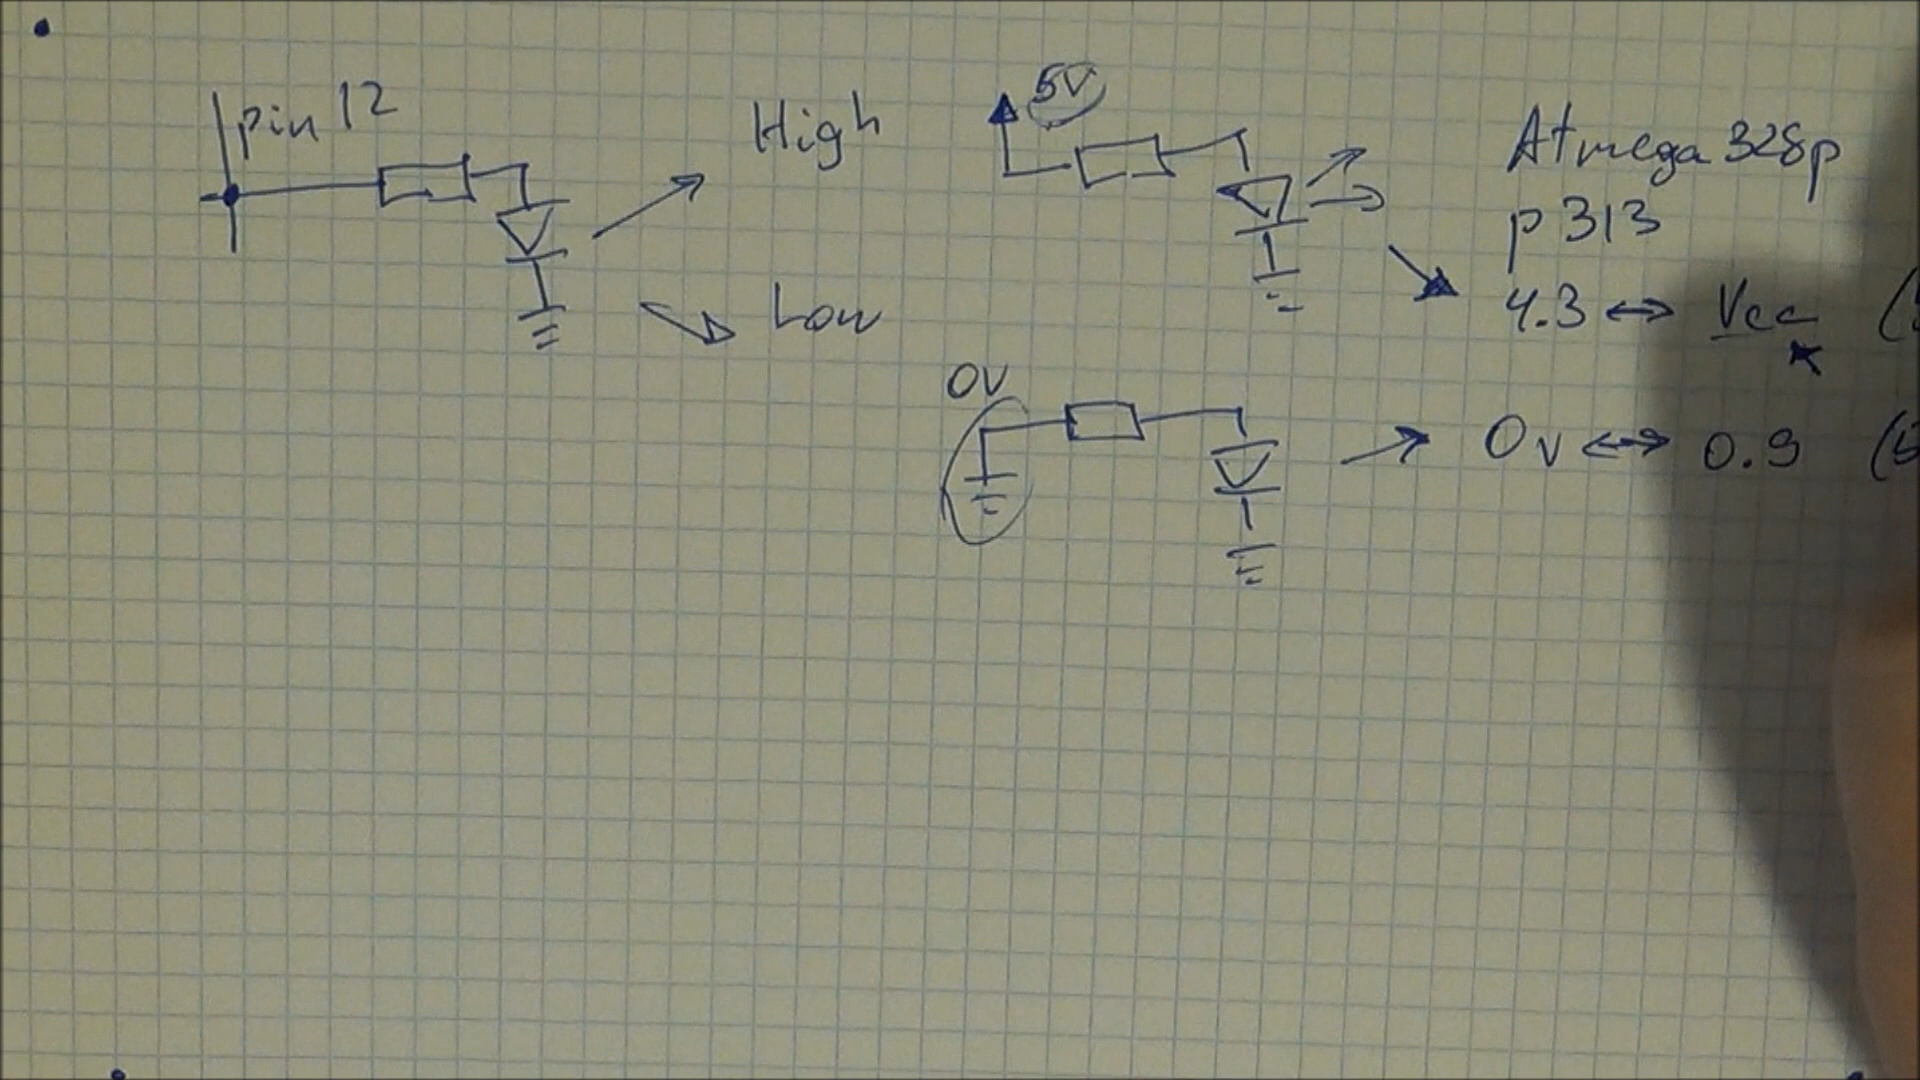 pin 12
High
5V
Atmega 328p
p 313
4.3 ↔ Vcc (
Low
0V
0v ↔ 0.9 (